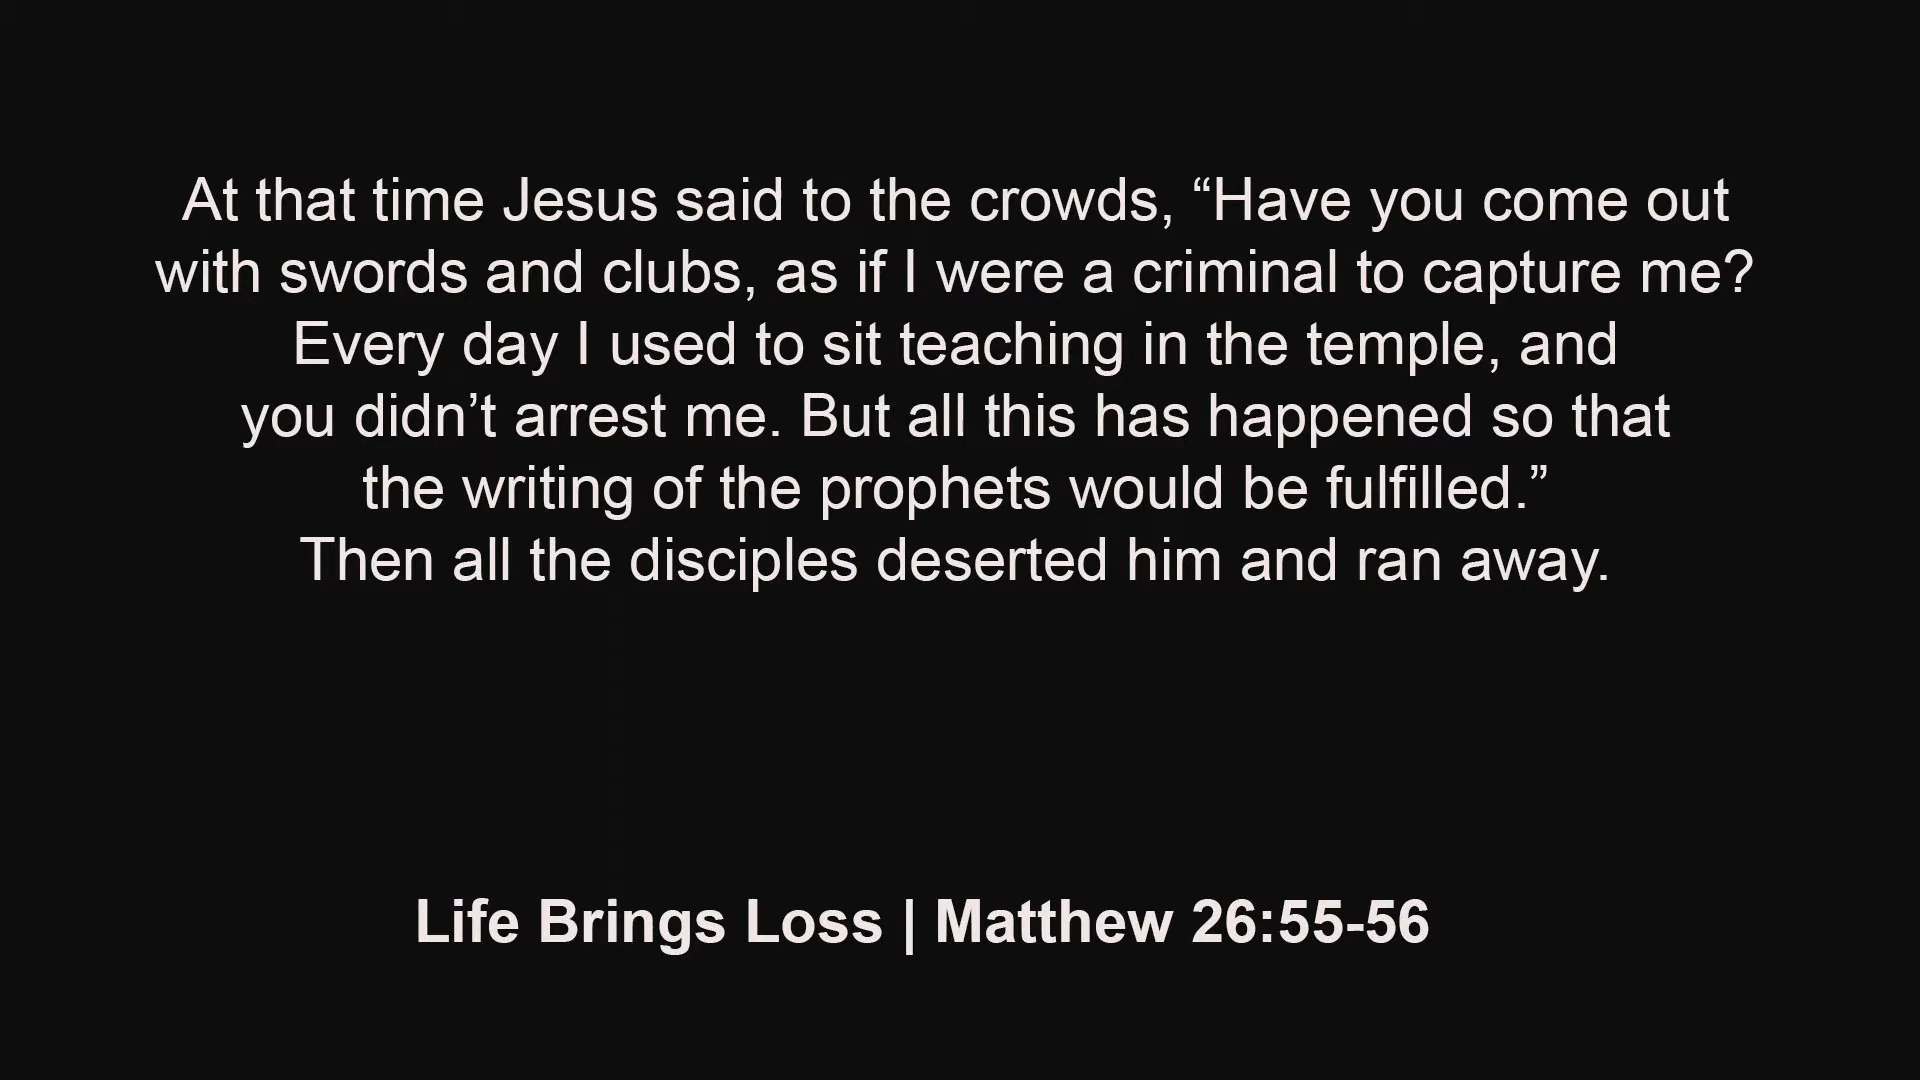 At that time Jesus said to the crowds, “Have you come out
with swords and clubs, as if I were a criminal to capture me?
Every day I used to sit teaching in the temple, and
you didn’t arrest me. But all this has happened so that
the writing of the prophets would be fulfilled.”
Then all the disciples deserted him and ran away.
Life Brings Loss | Matthew 26:55-56